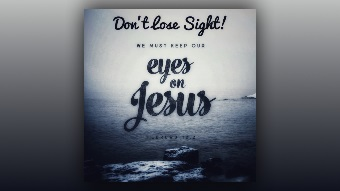 Don't Lose Sight!
WE MUST KEEP OUR
eyes
on
Jesus